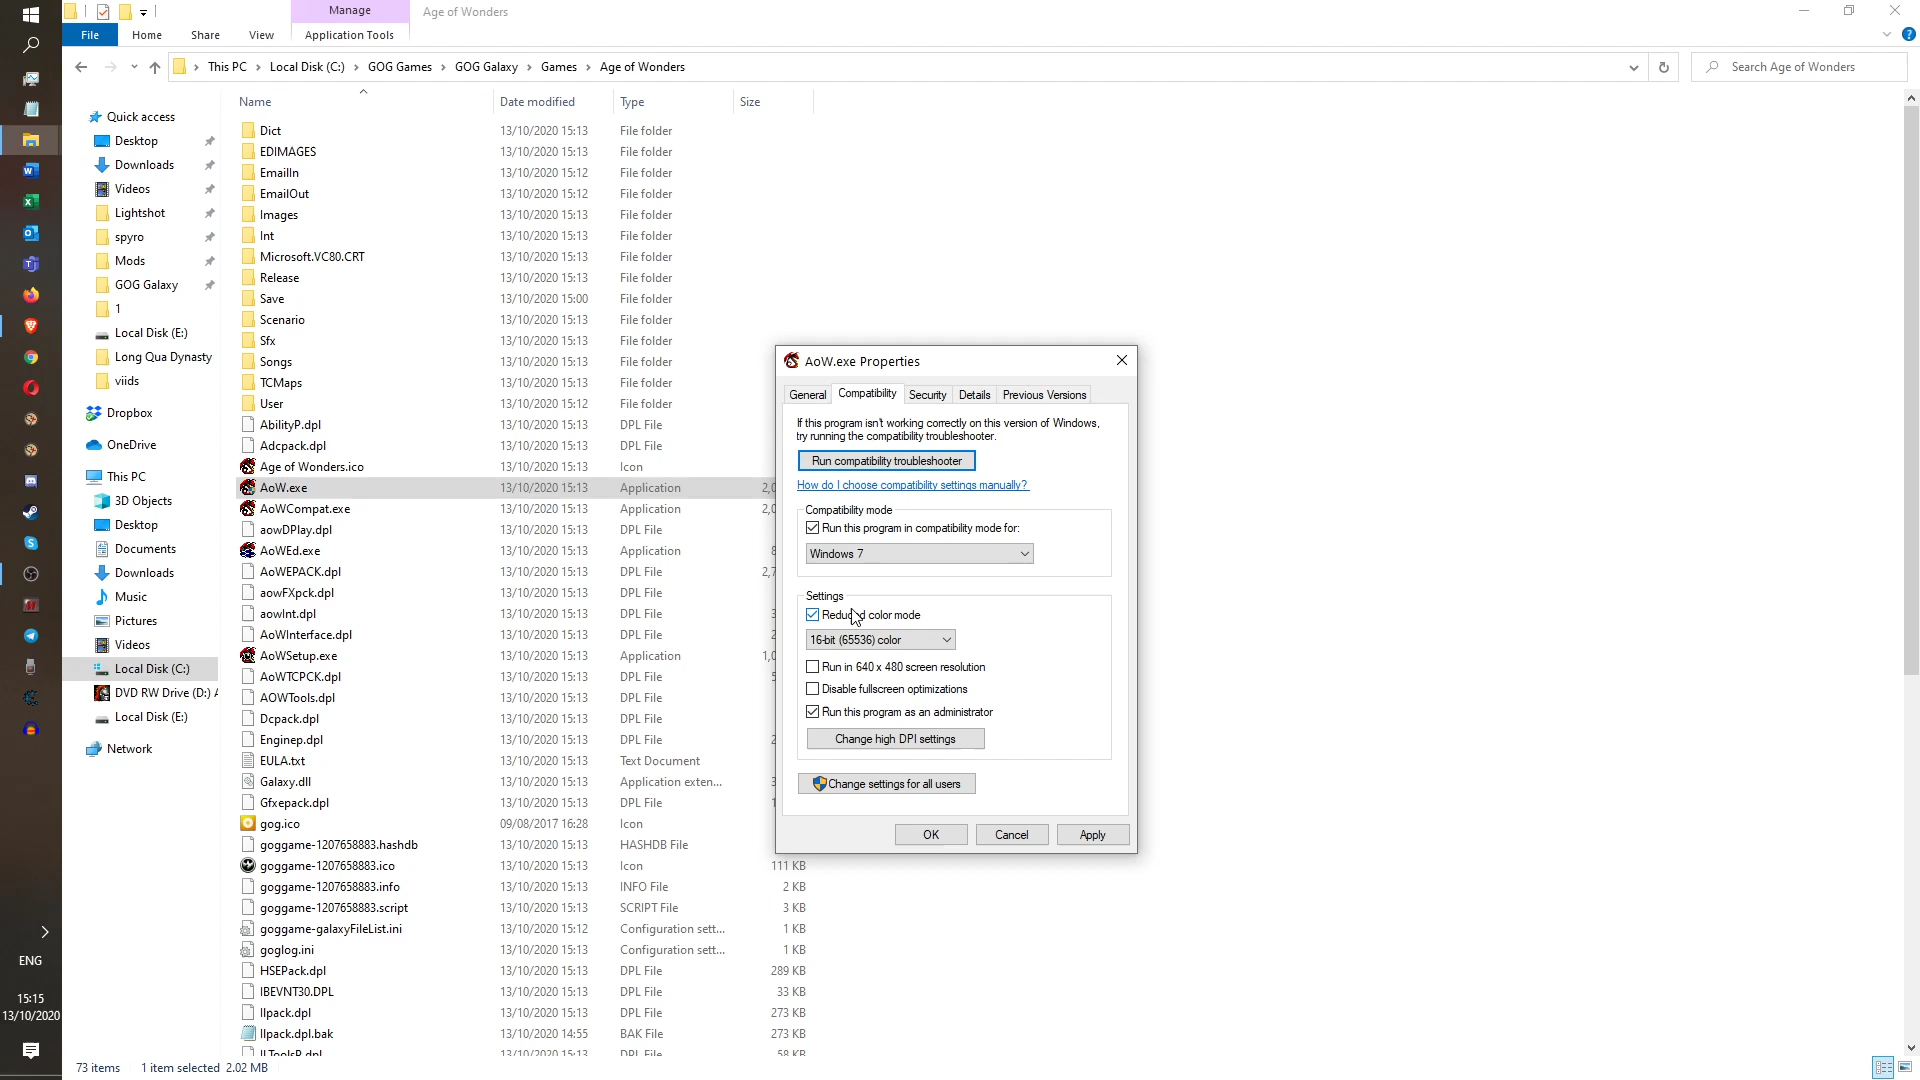 Manage
Age of Wonders
File
Home
Share
View
Application Tools
This PC > Local Disk (C:) > GOG Games > GOG Galaxy > Games > Age of Wonders
Search Age of Wonders
Name
Date modified
Type
Size
Quick access
Desktop
Downloads
Videos
Lightshot
spyro
Mods
GOG Galaxy
1
Local Disk (E:)
Long Qua Dynasty
viids
Dropbox
OneDrive
This PC
3D Objects
Desktop
Documents
Downloads
Music
Pictures
Videos
Local Disk (C:)
DVD RW Drive (D:) A
Local Disk (E:)
Network
Dict 13/10/2020 15:13 File folder
EDIMAGES 13/10/2020 15:13 File folder
EmailIn 13/10/2020 15:12 File folder
EmailOut 13/10/2020 15:12 File folder
Images 13/10/2020 15:13 File folder
Int 13/10/2020 15:13 File folder
Microsoft.VC80.CRT 13/10/2020 15:13 File folder
Release 13/10/2020 15:13 File folder
Save 13/10/2020 15:00 File folder
Scenario 13/10/2020 15:13 File folder
Sfx 13/10/2020 15:13 File folder
Songs 13/10/2020 15:13 File folder
TCMaps 13/10/2020 15:13 File folder
User 13/10/2020 15:12 File folder
AbilityP.dpl 13/10/2020 15:13 DPL File
Adcpack.dpl 13/10/2020 15:13 DPL File
Age of Wonders.ico 13/10/2020 15:13 Icon
AoW.exe 13/10/2020 15:13 Application 2,0
AoWCompat.exe 13/10/2020 15:13 Application 2,0
aowDPlay.dpl 13/10/2020 15:13 DPL File
AoWEd.exe 13/10/2020 15:13 Application 8
AoWEPACK.dpl 13/10/2020 15:13 DPL File 2,7
aowFXpck.dpl 13/10/2020 15:13 DPL File
aowInt.dpl 13/10/2020 15:13 DPL File 3
AoWInterface.dpl 13/10/2020 15:13 DPL File 2
AoWSetup.exe 13/10/2020 15:13 Application 1,0
AoWTCPCK.dpl 13/10/2020 15:13 DPL File 5
AOWTools.dpl 13/10/2020 15:13 DPL File
Dcpack.dpl 13/10/2020 15:13 DPL File
Enginep.dpl 13/10/2020 15:13 DPL File 2
EULA.txt 13/10/2020 15:13 Text Document
Galaxy.dll 13/10/2020 15:13 Application exten... 3
Gfxepack.dpl 13/10/2020 15:13 DPL File 1
gog.ico 09/08/2017 16:28 Icon
goggame-1207658883.hashdb 13/10/2020 15:13 HASHDB File
goggame-1207658883.ico 13/10/2020 15:13 Icon 111 KB
goggame-1207658883.info 13/10/2020 15:13 INFO File 2 KB
goggame-1207658883.script 13/10/2020 15:13 SCRIPT File 3 KB
goggame-galaxyFileList.ini 13/10/2020 15:12 Configuration sett... 1 KB
goglog.ini 13/10/2020 15:13 Configuration sett... 1 KB
HSEPack.dpl 13/10/2020 15:13 DPL File 289 KB
IBEVNT30.DPL 13/10/2020 15:13 DPL File 33 KB
Ilpack.dpl 13/10/2020 15:13 DPL File 273 KB
Ilpack.dpl.bak 13/10/2020 14:55 BAK File 273 KB
ILToolsP.dpl 13/10/2020 15:13 DPL File 58 KB
AoW.exe Properties
General
Compatibility
Security
Details
Previous Versions
If this program isn't working correctly on this version of Windows,
try running the compatibility troubleshooter.
Run compatibility troubleshooter
How do I choose compatibility settings manually?
Compatibility mode
Run this program in compatibility mode for:
Windows 7
Settings
Reduced color mode
16-bit (65536) color
Run in 640 x 480 screen resolution
Disable fullscreen optimizations
Run this program as an administrator
Change high DPI settings
Change settings for all users
OK
Cancel
Apply
ENG
15:15
13/10/2020
73 items
1 item selected 2.02 MB